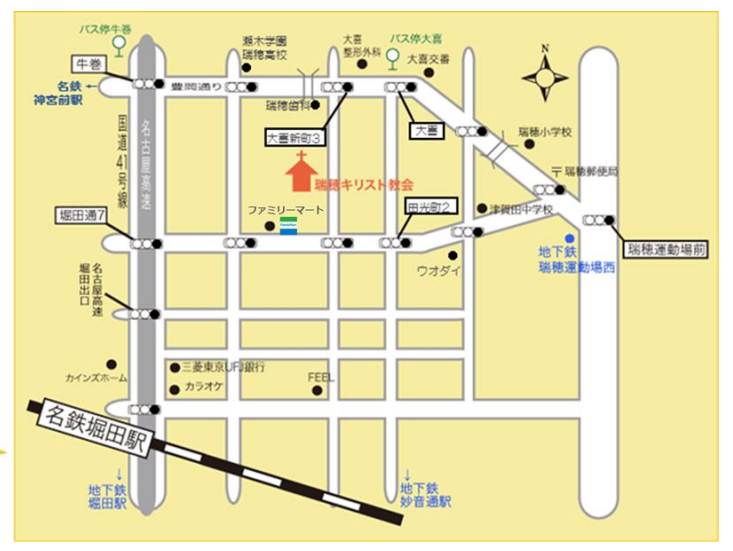 バス停牛巻
牛巻
名鉄 ←
神宮前駅
豊岡通り
瀬木学園
瑞穂高校
大喜
整形外科
バス停大喜
大喜交番
N
瑞穂歯科
大喜新町3
大喜
瑞穂小学校
〒瑞穂郵便局
国道41号線
名古屋高速
瑞穂キリスト教会
堀田通7
ファミリーマート
田光町2
津賀田中学校
瑞穂運動場前
地下鉄
瑞穂運動場西
ウオダイ
名古屋高速
堀田出口
カインズホーム
三菱東京UFJ銀行
カラオケ
FEEL
名鉄堀田駅
↓
地下鉄
堀田駅
↓
地下鉄
妙音通駅